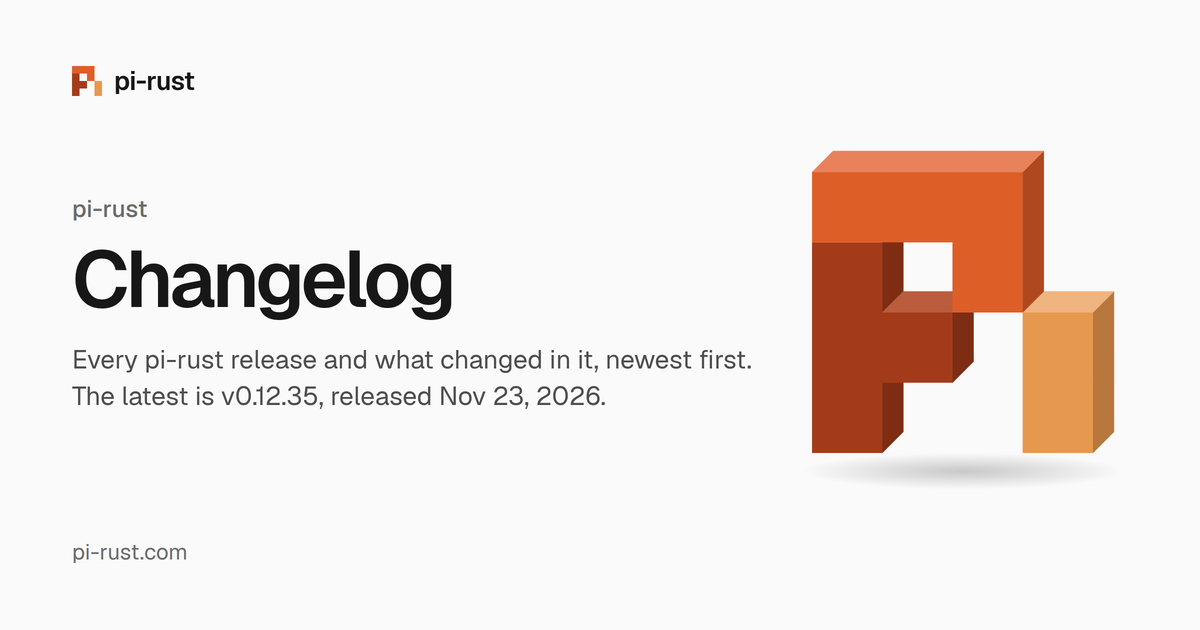 pi-rust
pi-rust
Changelog
Every pi-rust release and what changed in it, newest first.
The latest is v0.12.35, released Nov 23, 2026.
pi-rust.com